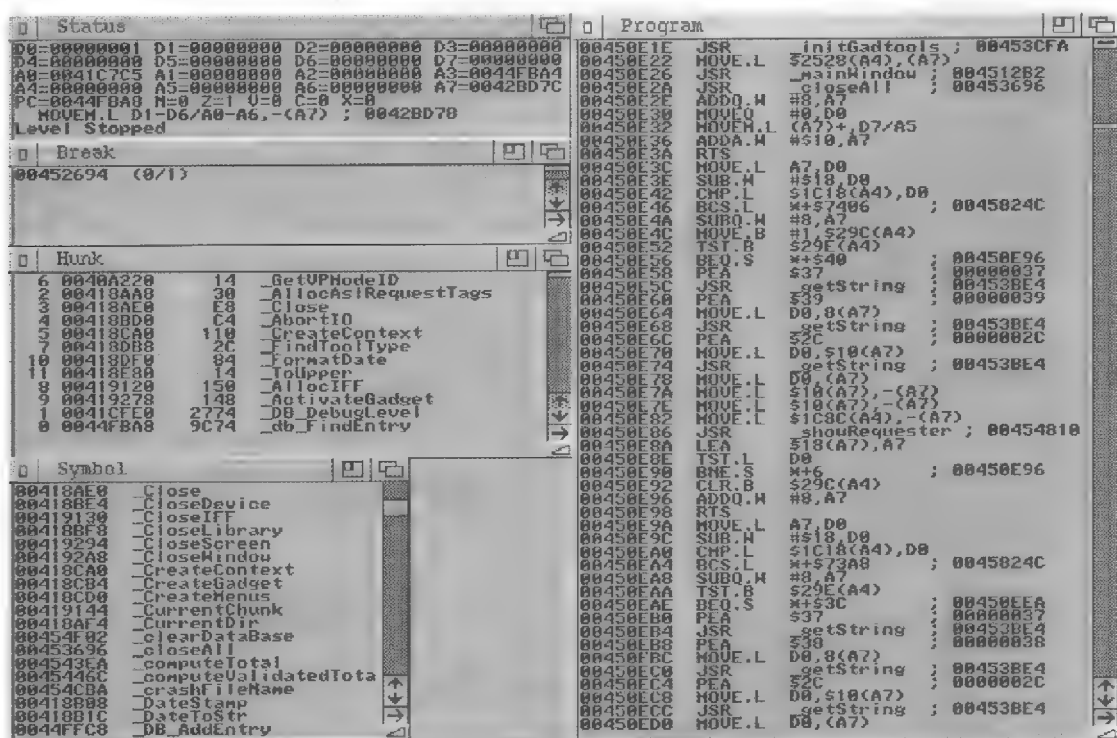 Status
D0=00000001 D1=00000000 D2=00000000 D3=00000000
D4=00000000 D5=00000000 D6=00000000 D7=00000000
A0=0041C7C5 A1=00000000 A2=00000000 A3=0044FBA4
A4=00000000 A5=00000000 A6=00000000 A7=0042BD7C
PC=0044FBA8 N=0 Z=1 V=0 C=0 X=0
MOVEM.L D1-D6/A0-A6,-(A7) ; 0042BD78
Level Stopped
Break
00452694 (0/1)
Hunk
6 0040A220 14 _GetVPModeID
2 00418AA8 30 _AllocAslRequestTags
3 00418AE0 E8 _Close
4 00418BD0 C4 _AbortIO
5 00418CA0 110 _CreateContext
7 00418DB8 2C _FindToolType
10 00418DF0 84 _FormatDate
11 00418E80 14 _ToUpper
8 00419120 150 _AllocIFF
9 00419278 148 _ActivateGadget
1 0041CFE0 2774 _DB_DebugLevel
0 0044FBA8 9C74 _db_FindEntry
Symbol
00418AE0 _Close
00418BE4 _CloseDevice
00419130 _CloseIFF
00418BF8 _CloseLibrary
00419294 _CloseScreen
004192A8 _CloseWindow
00418CA0 _CreateContext
00418C84 _CreateGadget
00418CD0 _CreateMenus
00419144 _CurrentChunk
00418AF4 _CurrentDir
00454F02 _clearDataBase
00453696 _closeAll
004543EA _computeTotal
0045446C _computeValidatedTota
00454CBA _crashFileName
00418B08 _DateStamp
00418B1C _DateToStr
0044FFC8 _DB_AddEntry
Program
00450E1E JSR _initGadtools ; 00453CFA
00450E22 MOVE.L $2528(A4),(A7)
00450E26 JSR _mainWindow ; 004512B2
00450E2A JSR _closeAll ; 00453696
00450E2E ADDQ.W #8,A7
00450E30 MOVEQ #0,D0
00450E32 MOVEM.L (A7)+,D7/A5
00450E36 ADDA.W #$10,A7
00450E3A RTS
00450E3C MOVE.L A7,D0
00450E3E SUB.W #$18,D0
00450E42 CMP.L $1C18(A4),D0
00450E46 BCS.L *+$7406 ; 0045824C
00450E4A SUBQ.W #8,A7
00450E4C MOVE.B #1,$29C(A4)
00450E52 TST.B $29E(A4)
00450E56 BEQ.S *+$40 ; 00450E96
00450E58 PEA $37 ; 00000037
00450E5C JSR _getString ; 00453BE4
00450E60 PEA $39 ; 00000039
00450E64 MOVE.L D0,8(A7)
00450E68 JSR _getString ; 00453BE4
00450E6C PEA $2C ; 0000002C
00450E70 MOVE.L D0,$10(A7)
00450E74 JSR _getString ; 00453BE4
00450E78 MOVE.L D0,(A7)
00450E7A MOVE.L $10(A7),-(A7)
00450E7E MOVE.L $10(A7),-(A7)
00450E82 MOVE.L $1C8C(A4),-(A7)
00450E86 JSR _showRequester ; 00454810
00450E8A LEA $18(A7),A7
00450E8E TST.L D0
00450E90 BNE.S *+6 ; 00450E96
00450E92 CLR.B $29C(A4)
00450E96 ADDQ.W #8,A7
00450E98 RTS
00450E9A MOVE.L A7,D0
00450E9C SUB.W #$18,D0
00450EA0 CMP.L $1C18(A4),D0
00450EA4 BCS.L *+$73A8 ; 0045824C
00450EA8 SUBQ.W #8,A7
00450EAA TST.B $29E(A4)
00450EAE BEQ.S *+$3C ; 00450EEA
00450EB0 PEA $37 ; 00000037
00450EB4 JSR _getString ; 00453BE4
00450EB8 PEA $38 ; 00000038
00450EBC MOVE.L D0,8(A7)
00450EC0 JSR _getString ; 00453BE4
00450EC4 PEA $2C ; 0000002C
00450EC8 MOVE.L D0,$10(A7)
00450ECC JSR _getString ; 00453BE4
00450ED0 MOVE.L D0,(A7)